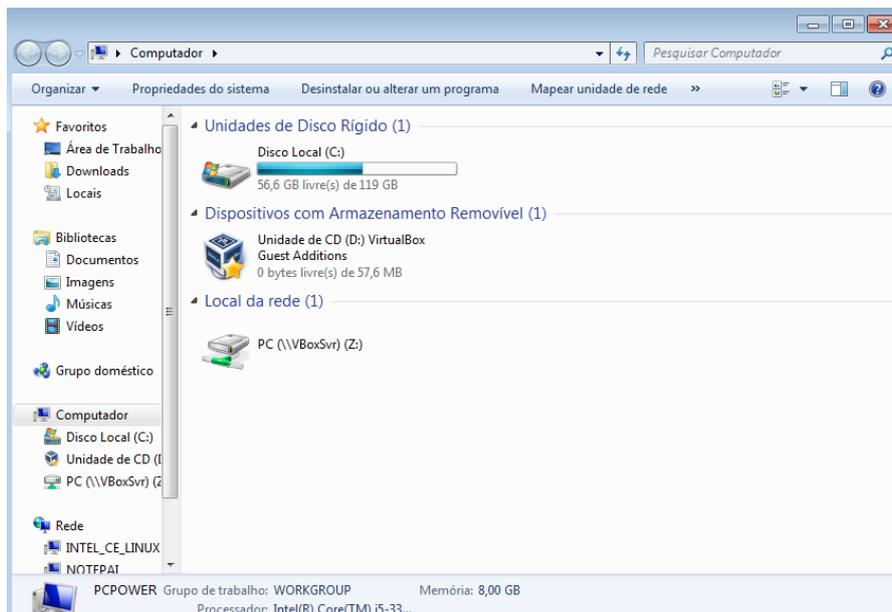 Computador
Pesquisar Computador
Organizar
Propriedades do sistema
Desinstalar ou alterar um programa
Mapear unidade de rede
»
Favoritos
Área de Trabalho
Downloads
Locais
Bibliotecas
Documentos
Imagens
Músicas
Vídeos
Grupo doméstico
Computador
Disco Local (C:)
Unidade de CD (D
PC (\\VBoxSvr) (Z
Rede
INTEL_CE_LINUX
NOTEPAI
Unidades de Disco Rígido (1)
Disco Local (C:)
56,6 GB livre(s) de 119 GB
Dispositivos com Armazenamento Removível (1)
Unidade de CD (D:) VirtualBox
Guest Additions
0 bytes livre(s) de 57,6 MB
Local da rede (1)
PC (\\VBoxSvr) (Z:)
PCPOWER Grupo de trabalho: WORKGROUP Memória: 8,00 GB
Processador: Intel(R) Core(TM) i5-33...